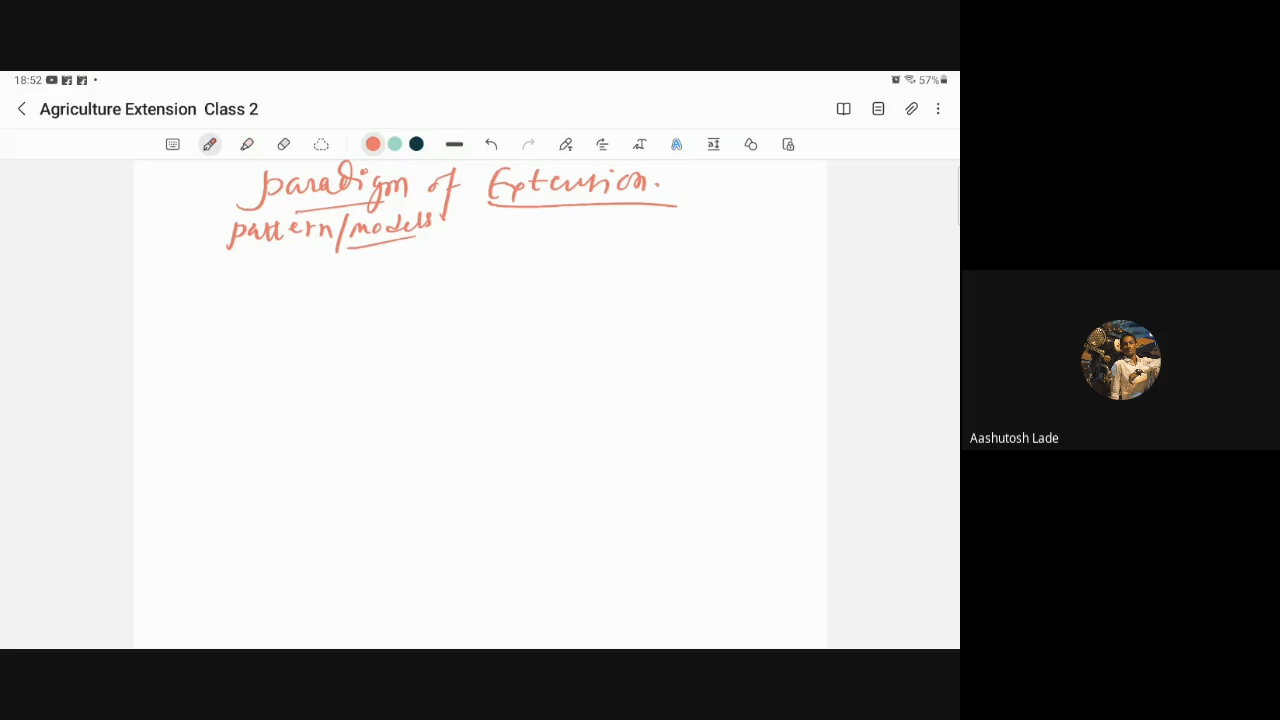 18:52
57%
Agriculture Extension Class 2
paradigm of Extension.
pattern/models
Aashutosh Lade